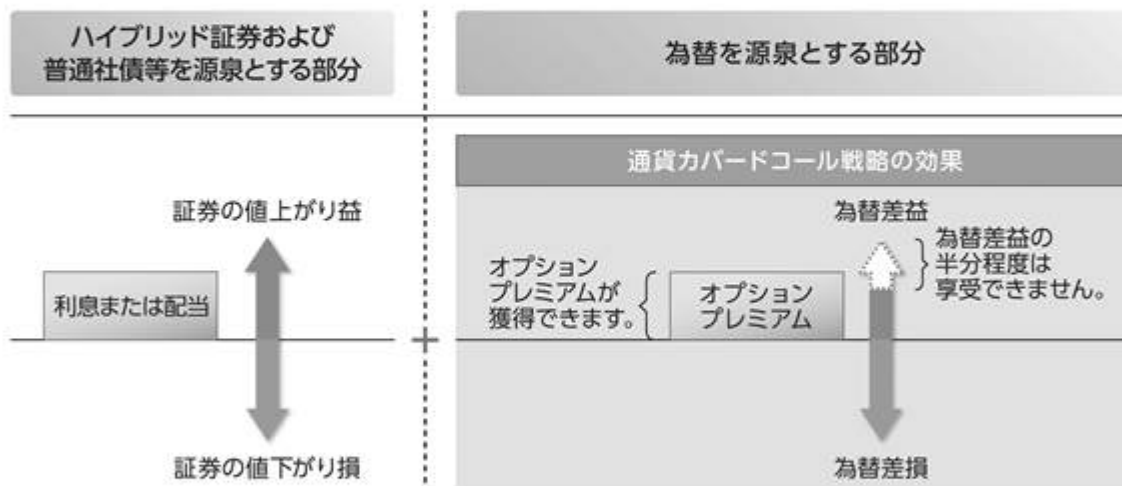 ハイブリッド証券および
普通社債等を源泉とする部分
為替を源泉とする部分
通貨カバードコール戦略の効果
証券の値上がり益
利息または配当
証券の値下がり損
+
為替差益
為替差益の
半分程度は
享受できません。
オプション
プレミアムが
獲得できます。
オプション
プレミアム
為替差損